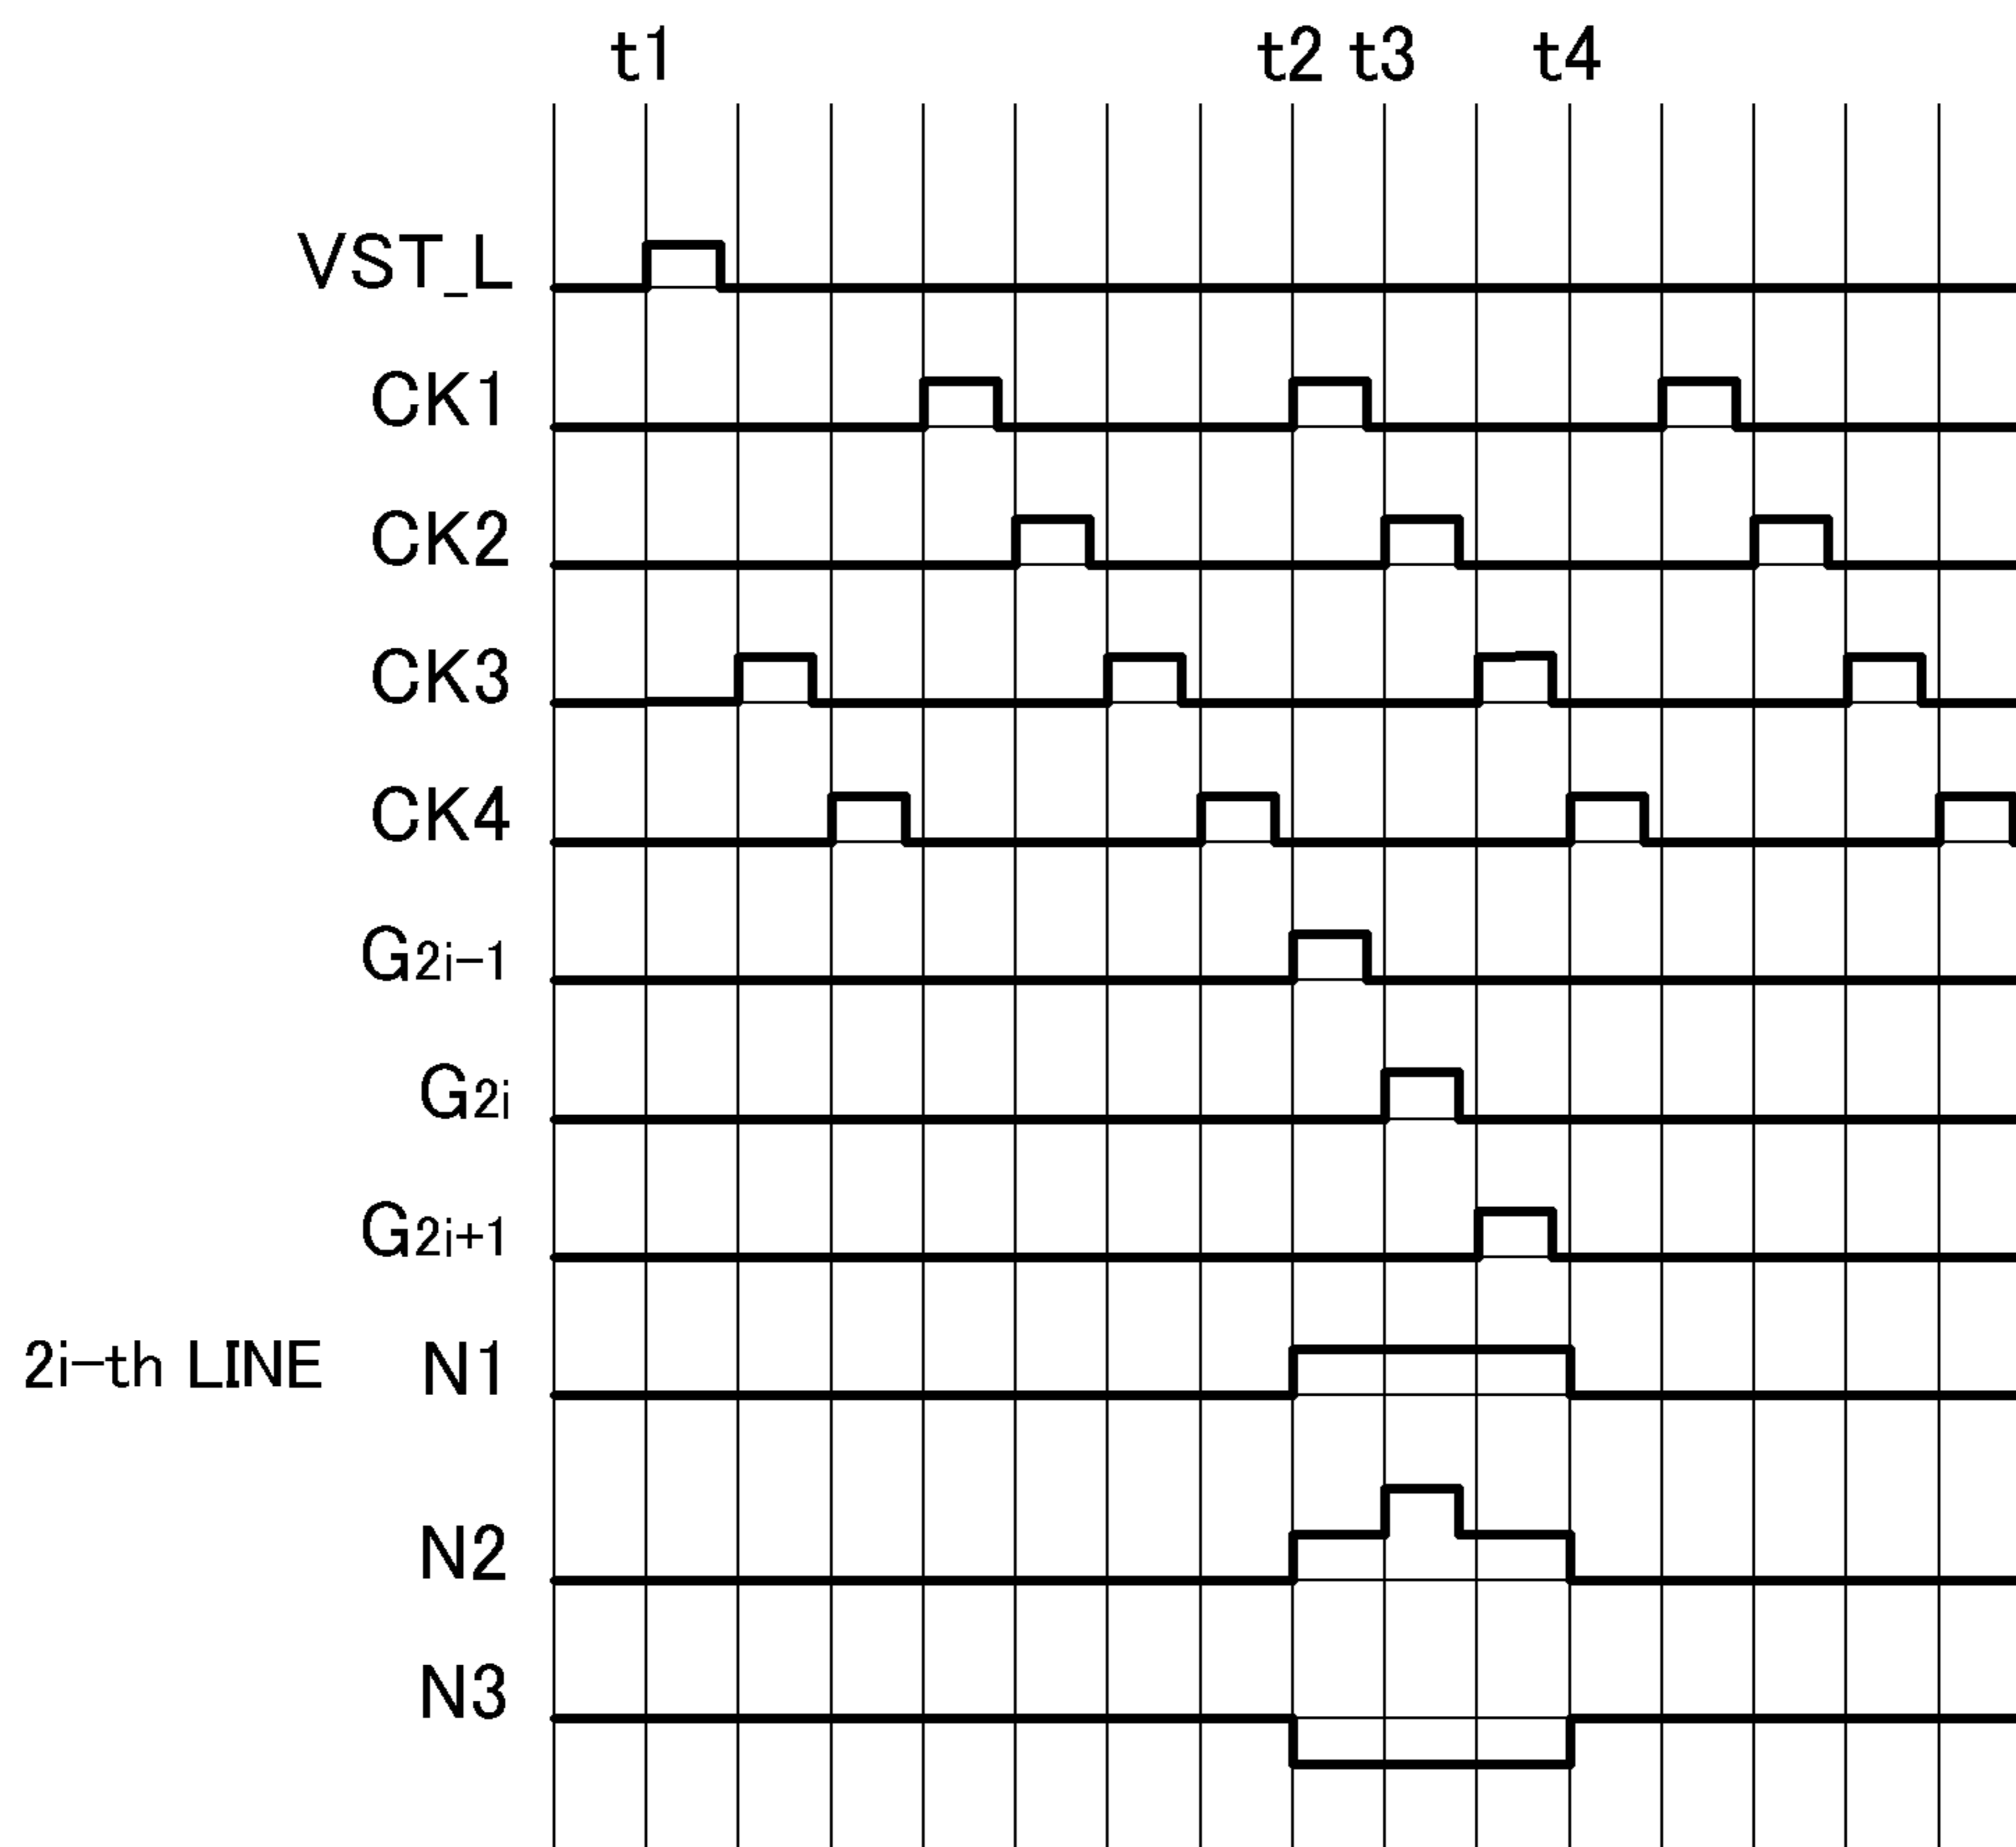 t1 t2 t3 t4
VST_L
CK1
CK2
CK3
CK4
G2i-1
G2i
G2i+1
2i-th LINE N1
N2
N3